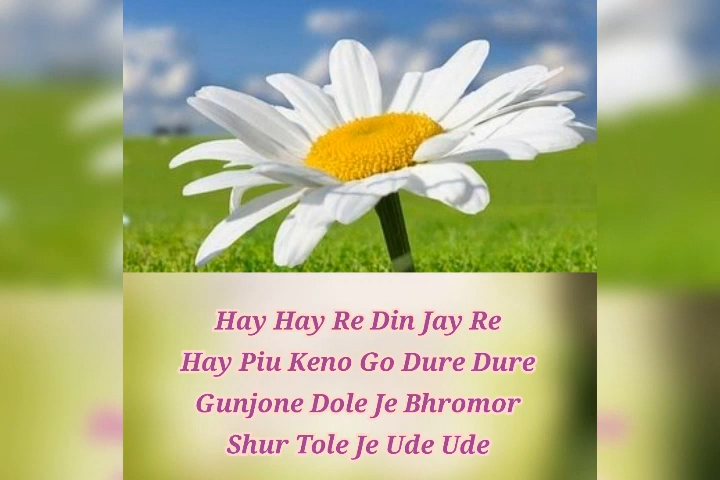 Hay Hay Re Din Jay Re
Hay Piu Keno Go Dure Dure
Gunjone Dole Je Bhromor
Shur Tole Je Ude Ude